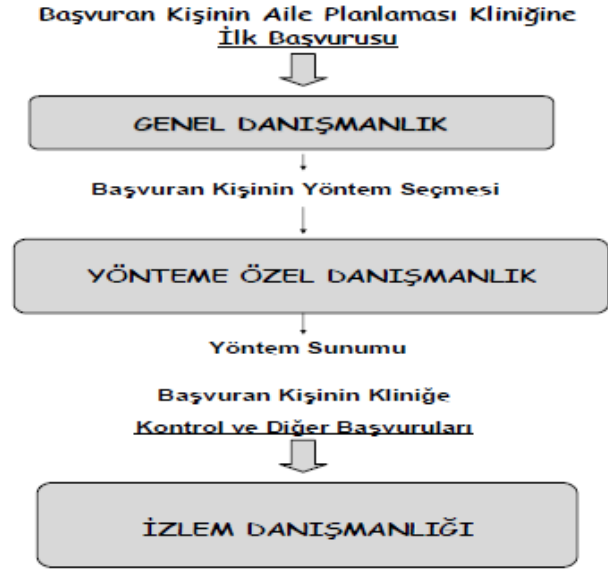 Başvuran Kişinin Aile Planlaması Kliniğine
İlk Başvurusu
GENEL DANIŞMANLIK
Başvuran Kişinin Yöntem Seçmesi
YÖNTEME ÖZEL DANIŞMANLIK
Yöntem Sunumu
Başvuran Kişinin Kliniğe
Kontrol ve Diğer Başvuruları
İZLEM DANIŞMANLIĞI